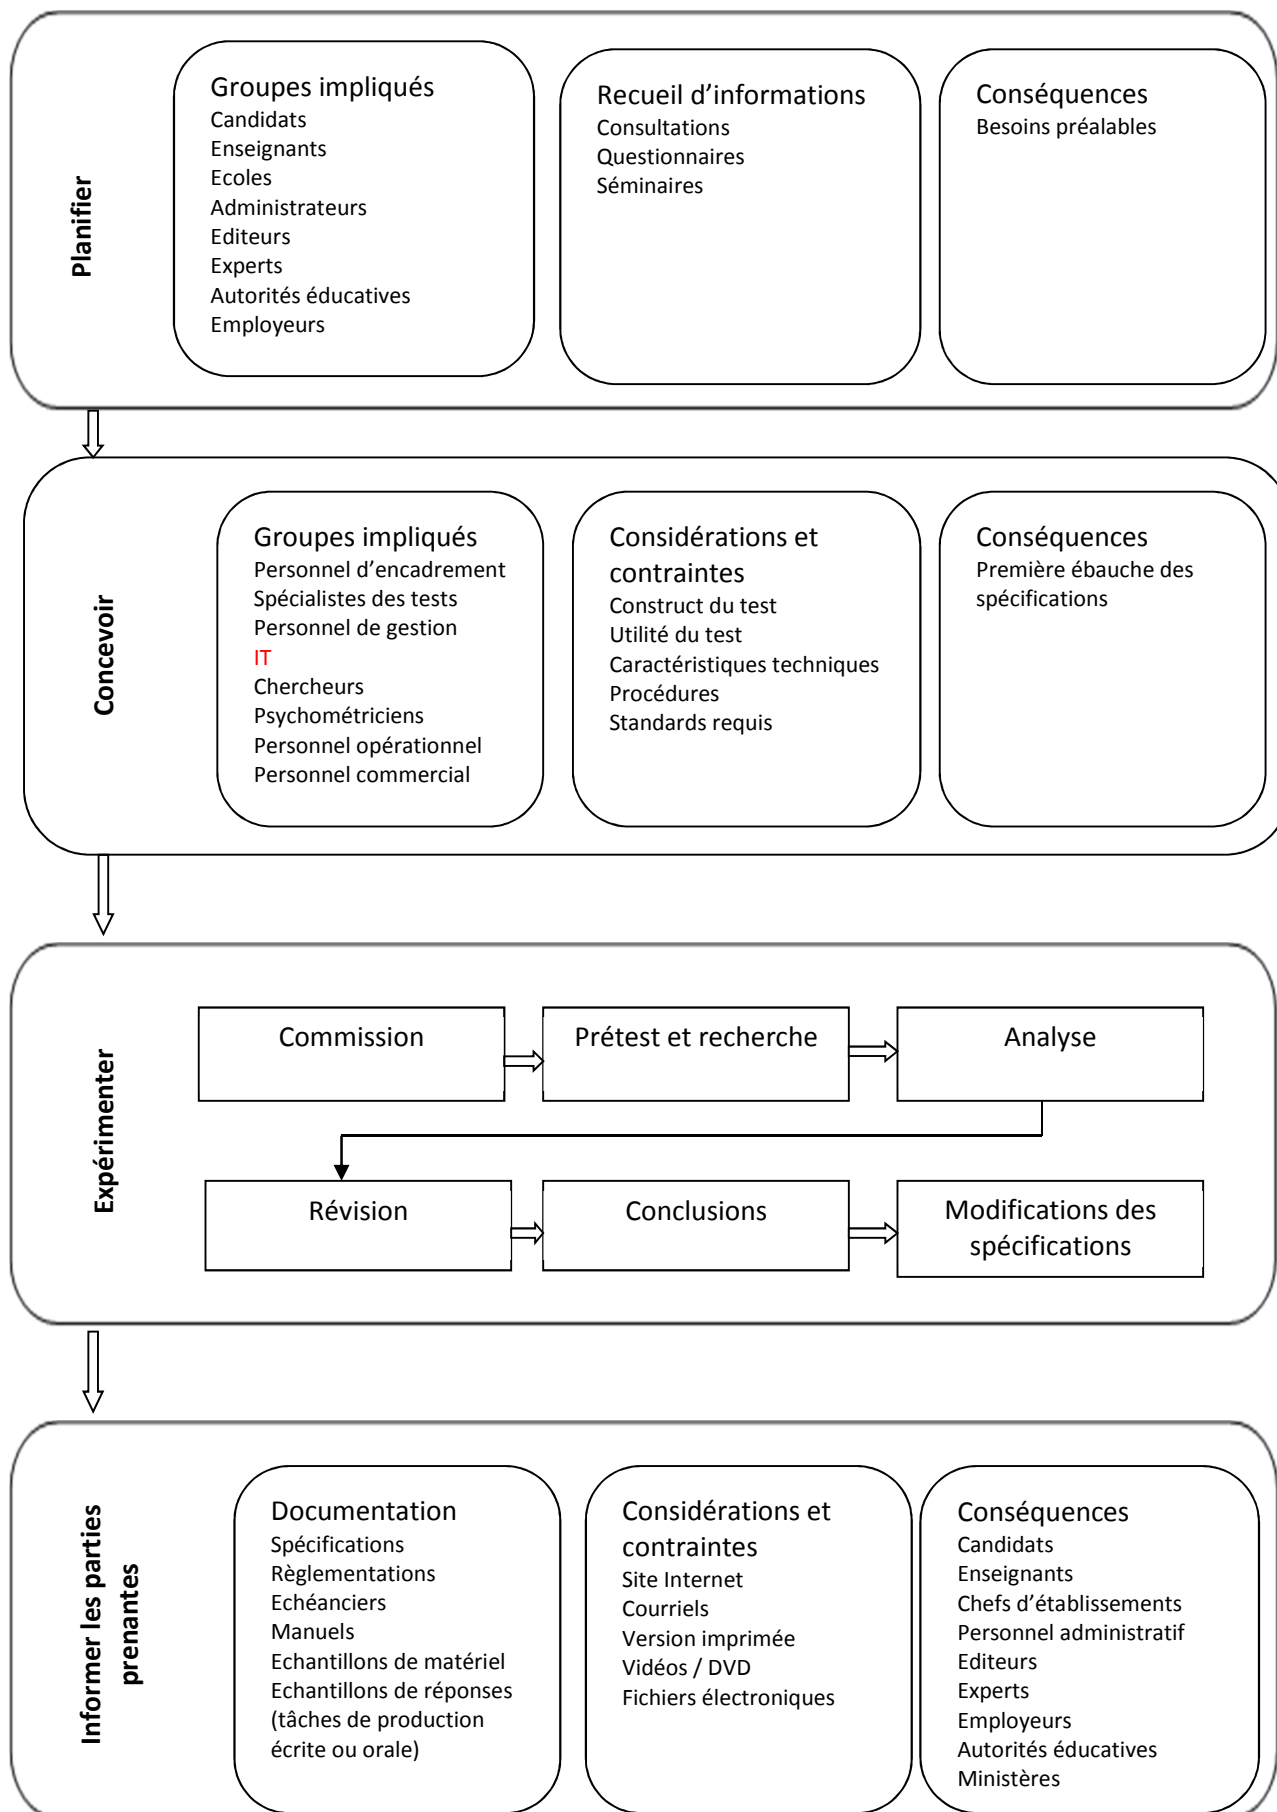 Planifier
Groupes impliqués
Candidats
Enseignants
Ecoles
Administrateurs
Editeurs
Experts
Autorités éducatives
Employeurs
Recueil d’informations
Consultations
Questionnaires
Séminaires
Conséquences
Besoins préalables
Concevoir
Groupes impliqués
Personnel d’encadrement
Spécialistes des tests
Personnel de gestion
IT
Chercheurs
Psychométriciens
Personnel opérationnel
Personnel commercial
Considérations et
contraintes
Construct du test
Utilité du test
Caractéristiques techniques
Procédures
Standards requis
Conséquences
Première ébauche des
spécifications
Expérimenter
Commission
Prétest et recherche
Analyse
Révision
Conclusions
Modifications des
spécifications
Informer les parties
prenantes
Documentation
Spécifications
Règlementations
Echéanciers
Manuels
Echantillons de matériel
Echantillons de réponses
(tâches de production
écrite ou orale)
Considérations et
contraintes
Site Internet
Courriels
Version imprimée
Vidéos / DVD
Fichiers électroniques
Conséquences
Candidats
Enseignants
Chefs d’établissements
Personnel administratif
Editeurs
Experts
Employeurs
Autorités éducatives
Ministères